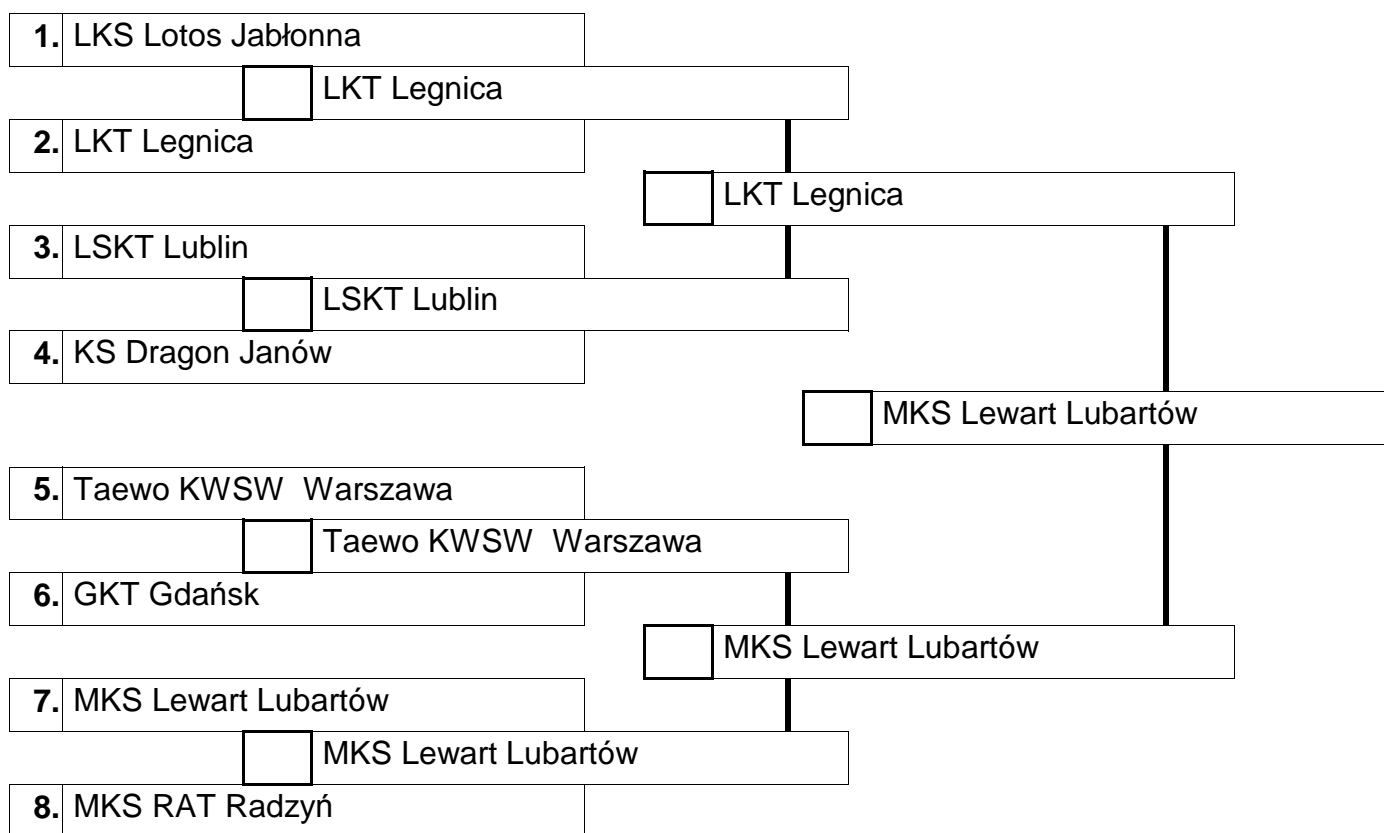 1. LKS Lotos Jabłonna
LKT Legnica
2. LKT Legnica
LKT Legnica
3. LSKT Lublin
LSKT Lublin
4. KS Dragon Janów
MKS Lewart Lubartów
5. Taewo KWSW  Warszawa
Taewo KWSW  Warszawa
6. GKT Gdańsk
MKS Lewart Lubartów
7. MKS Lewart Lubartów
MKS Lewart Lubartów
8. MKS RAT Radzyń